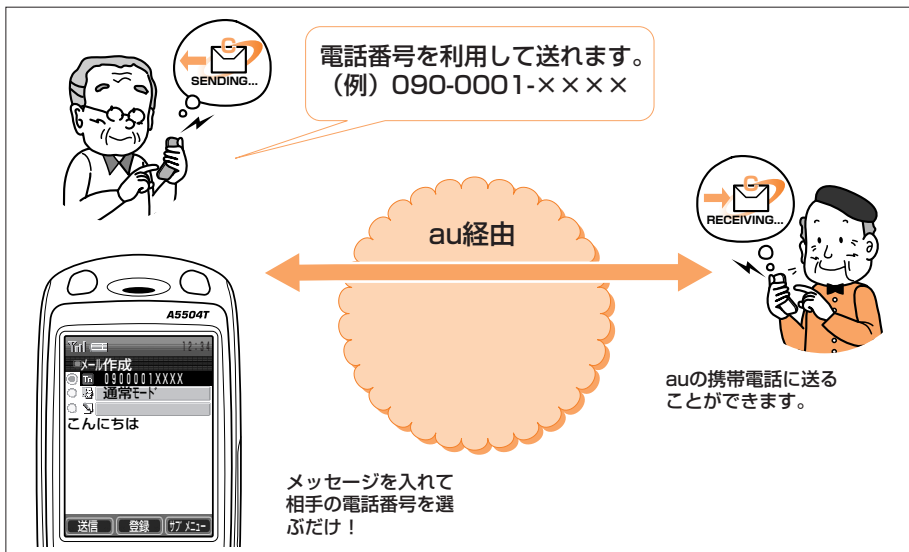 電話番号を利用して送れます。
（例）090-0001-××××
SENDING...
RECEIVING...
au経由
A5504T
12:34
メール作成
0900001XXXX
通常モード
こんにちは
送信 登録 サブメニュー
メッセージを入れて
相手の電話番号を選
ぶだけ！
auの携帯電話に送る
ことができます。